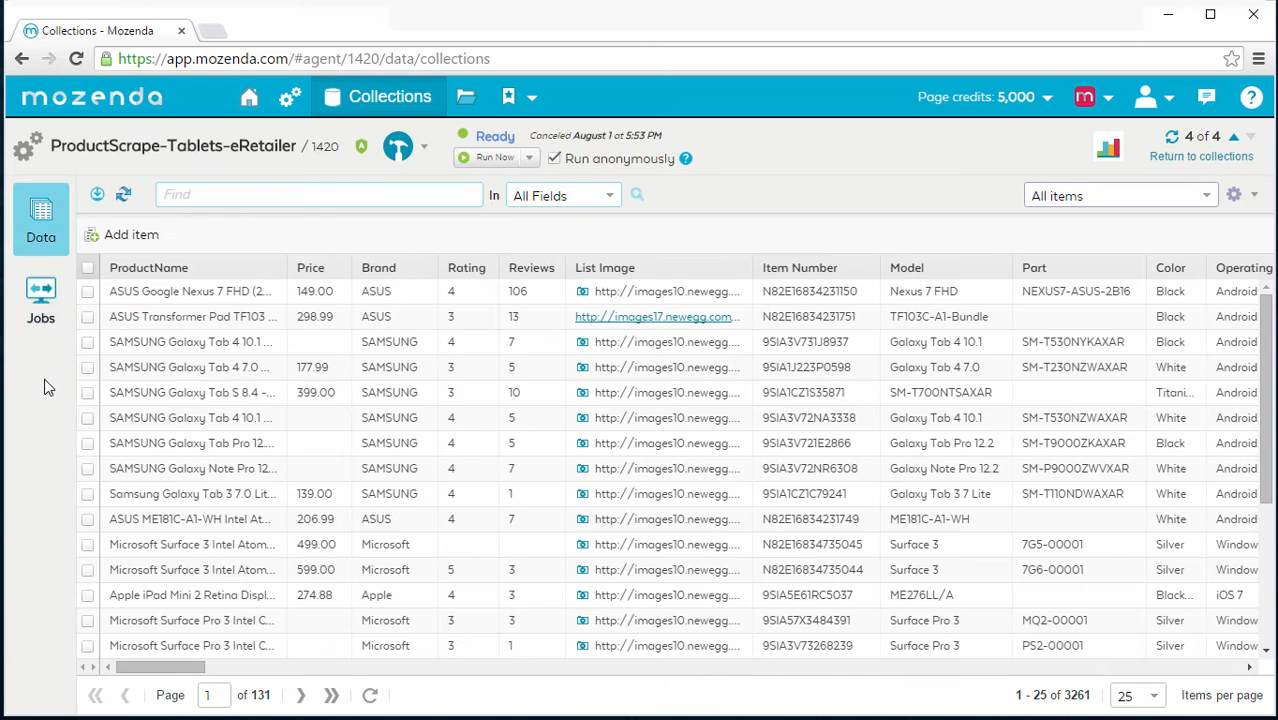 Collections - Mozenda
https://app.mozenda.com/#agent/1420/data/collections
mozenda Collections Page credits: 5,000
ProductScrape-Tablets-eRetailer / 1420 Ready Canceled August 1 at 5:53 PM 4 of 4
Run Now Run anonymously Return to collections
Data Find In All Fields All items
Add item
ProductName Price Brand Rating Reviews List Image Item Number Model Part Color Operating
ASUS Google Nexus 7 FHD (2... 149.00 ASUS 4 106 http://images10.newegg.... N82E16834231150 Nexus 7 FHD NEXUS7-ASUS-2B16 Black Android
Jobs ASUS Transformer Pad TF103 ... 298.99 ASUS 3 13 http://images17.newegg.com... N82E16834231751 TF103C-A1-Bundle Black Android
SAMSUNG Galaxy Tab 4 10.1 ... SAMSUNG 4 7 http://images10.newegg.... 9SIA3V731J8937 Galaxy Tab 4 10.1 SM-T530NYKAXAR Black Android
SAMSUNG Galaxy Tab 4 7.0 ... 177.99 SAMSUNG 3 5 http://images10.newegg.... 9SIA1J223P0598 Galaxy Tab 4 7.0 SM-T230NZWAXAR White Android
SAMSUNG Galaxy Tab S 8.4 -... 399.00 SAMSUNG 3 10 http://images10.newegg.... 9SIA1CZ1S35871 SM-T700NTSAXAR Titani... Android
SAMSUNG Galaxy Tab 4 10.1 ... SAMSUNG 4 5 http://images10.newegg.... 9SIA3V72NA3338 Galaxy Tab 4 10.1 SM-T530NZWAXAR White Android
SAMSUNG Galaxy Tab Pro 12.... SAMSUNG 4 5 http://images10.newegg.... 9SIA3V721E2866 Galaxy Tab Pro 12.2 SM-T9000ZKAXAR Black Android
SAMSUNG Galaxy Note Pro 12... SAMSUNG 4 7 http://images10.newegg.... 9SIA3V72NR6308 Galaxy Note Pro 12.2 SM-P9000ZWVXAR White Android
Samsung Galaxy Tab 3 7.0 Lit... 139.00 SAMSUNG 4 1 http://images10.newegg.... 9SIA1CZ1C79241 Galaxy Tab 3 7 Lite SM-T110NDWAXAR White Android
ASUS ME181C-A1-WH Intel At... 206.99 ASUS 4 7 http://images10.newegg.... N82E16834231749 ME181C-A1-WH White Android
Microsoft Surface 3 Intel Atom... 499.00 Microsoft http://images10.newegg.... N82E16834735045 Surface 3 7G5-00001 Silver Window
Microsoft Surface 3 Intel Atom... 599.00 Microsoft 5 3 http://images10.newegg.... N82E16834735044 Surface 3 7G6-00001 Silver Window
Apple iPad Mini 2 Retina Displ... 274.88 Apple 4 3 http://images10.newegg.... 9SIA5E61RC5037 ME276LL/A Black... iOS 7
Microsoft Surface Pro 3 Intel C... Microsoft 3 3 http://images10.newegg.... 9SIA57X3484391 Surface Pro 3 MQ2-00001 Silver Window
Microsoft Surface Pro 3 Intel C... Microsoft 3 1 http://images10.newegg.... 9SIA3V73268239 Surface Pro 3 PS2-00001 Silver Window
Page 1 of 131 1 - 25 of 3261 25 Items per page